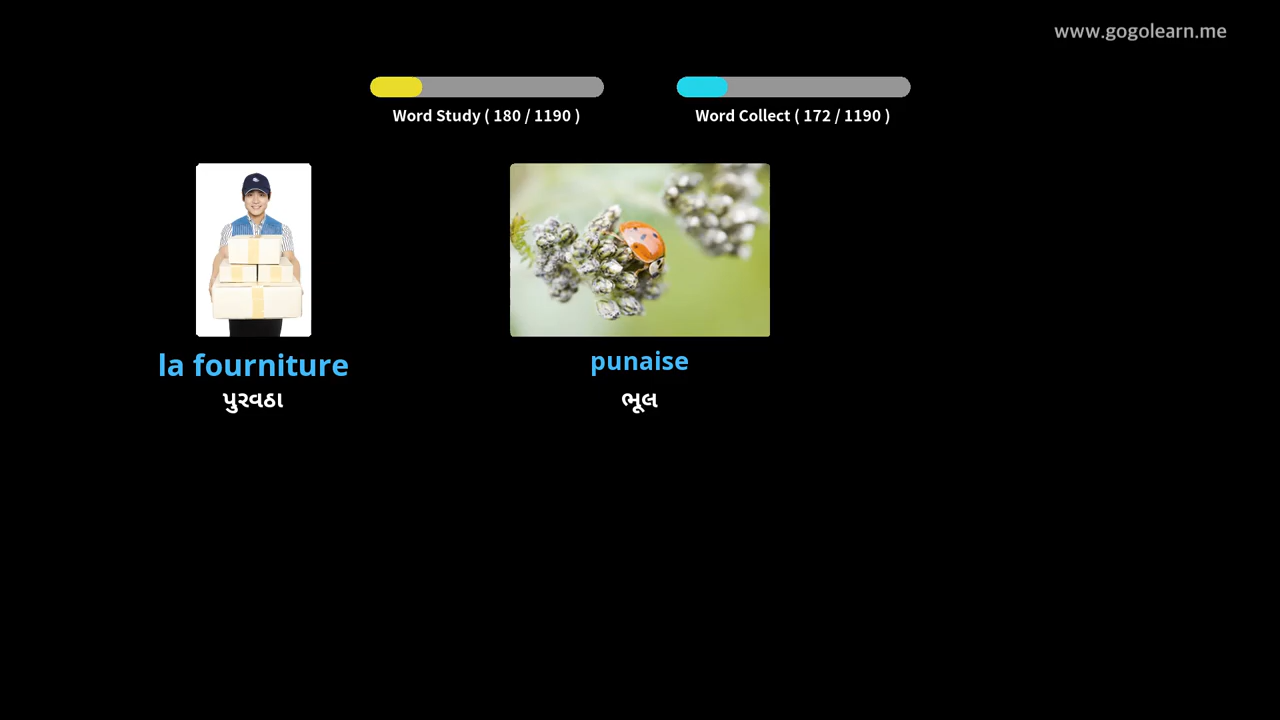 www.gogolearn.me
Word Study ( 180 / 1190 )
Word Collect ( 172 / 1190 )
la fourniture
પુરવઠા
punaise
ભૂલ